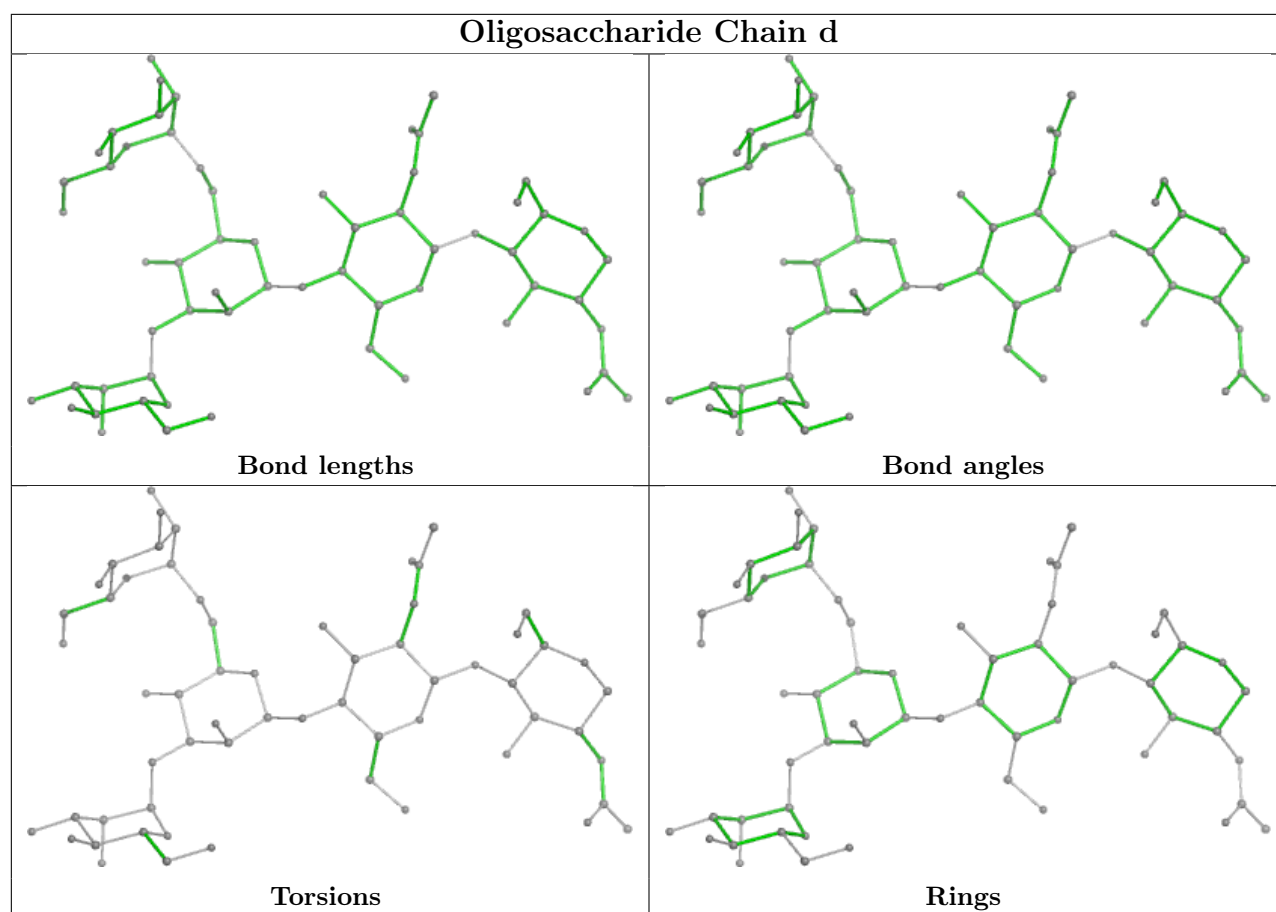 Oligosaccharide Chain d
Bond lengths
Bond angles
Torsions
Rings